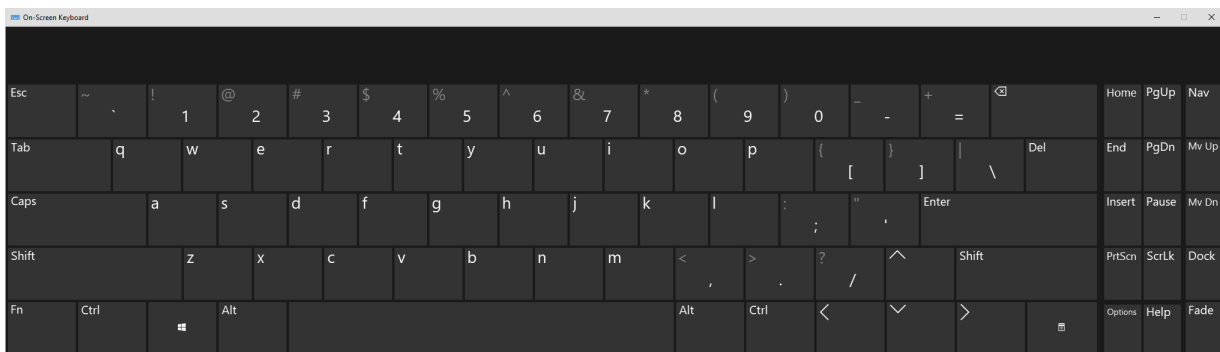 On-Screen Keyboard
Esc ~ ` ! 1 @ 2 # 3 $ 4 % 5 ^ 6 & 7 * 8 ( 9 ) 0 _ - + = Home PgUp Nav
Tab q w e r t y u i o p { [ } ] | \ Del End PgDn Mv Up
Caps a s d f g h j k l : ; " ' Enter Insert Pause Mv Dn
Shift z x c v b n m < , > . ? / Shift PrtScn ScrLk Dock
Fn Ctrl Alt Alt Ctrl Options Help Fade